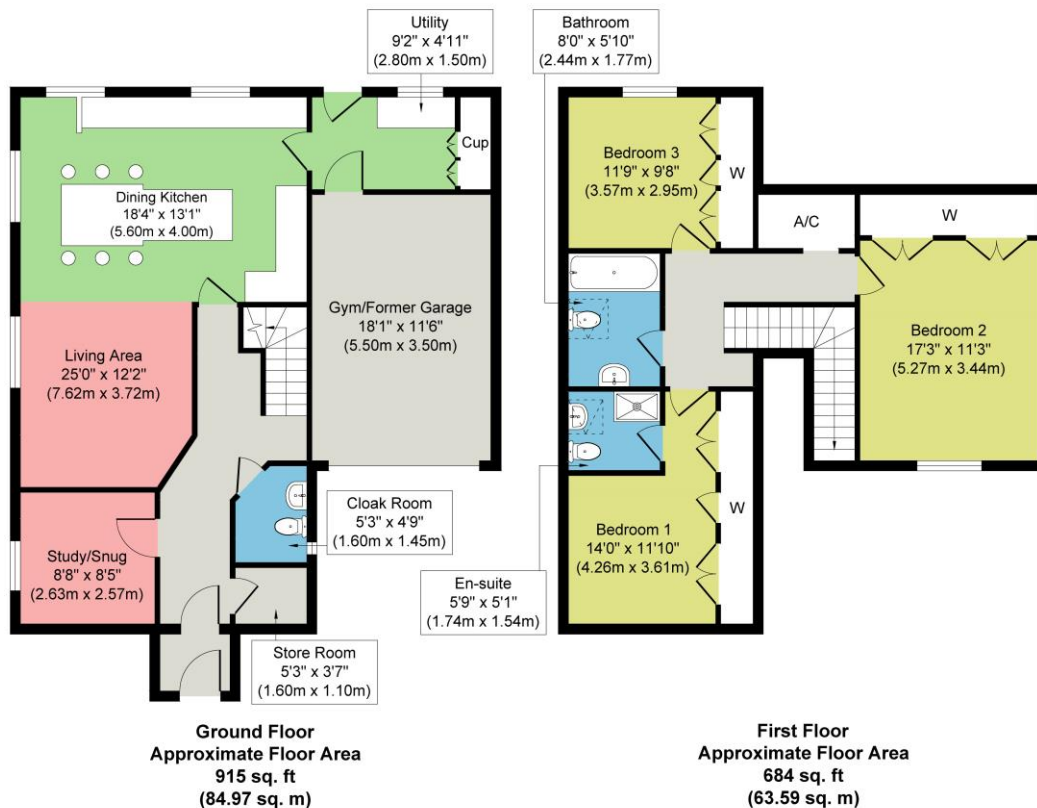 Utility
9'2" x 4'11"
(2.80m x 1.50m)
Cup
Dining Kitchen
18'4" x 13'1"
(5.60m x 4.00m)
Gym/Former Garage
18'1" x 11'6"
(5.50m x 3.50m)
Living Area
25'0" x 12'2"
(7.62m x 3.72m)
Cloak Room
5'3" x 4'9"
(1.60m x 1.45m)
Study/Snug
8'8" x 8'5"
(2.63m x 2.57m)
Store Room
5'3" x 3'7"
(1.60m x 1.10m)
Ground Floor
Approximate Floor Area
915 sq. ft
(84.97 sq. m)
Bathroom
8'0" x 5'10"
(2.44m x 1.77m)
Bedroom 3
11'9" x 9'8"
(3.57m x 2.95m)
W
A/C
W
Bedroom 2
17'3" x 11'3"
(5.27m x 3.44m)
Bedroom 1
14'0" x 11'10"
(4.26m x 3.61m)
W
En-suite
5'9" x 5'1"
(1.74m x 1.54m)
First Floor
Approximate Floor Area
684 sq. ft
(63.59 sq. m)